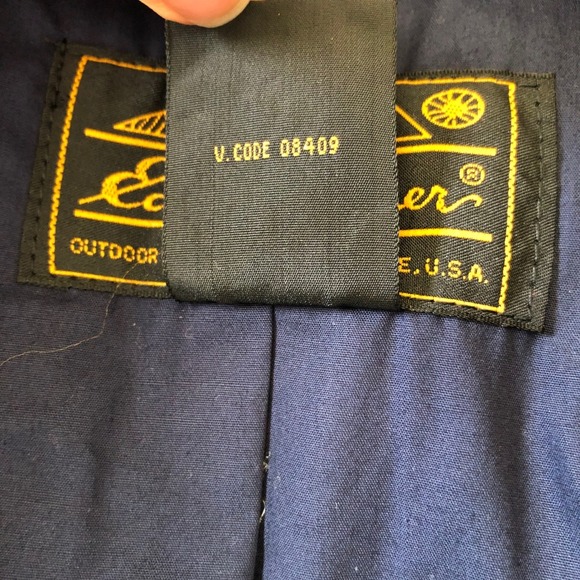 V. CODE 08409
OUTDOOR
E, U.S.A.